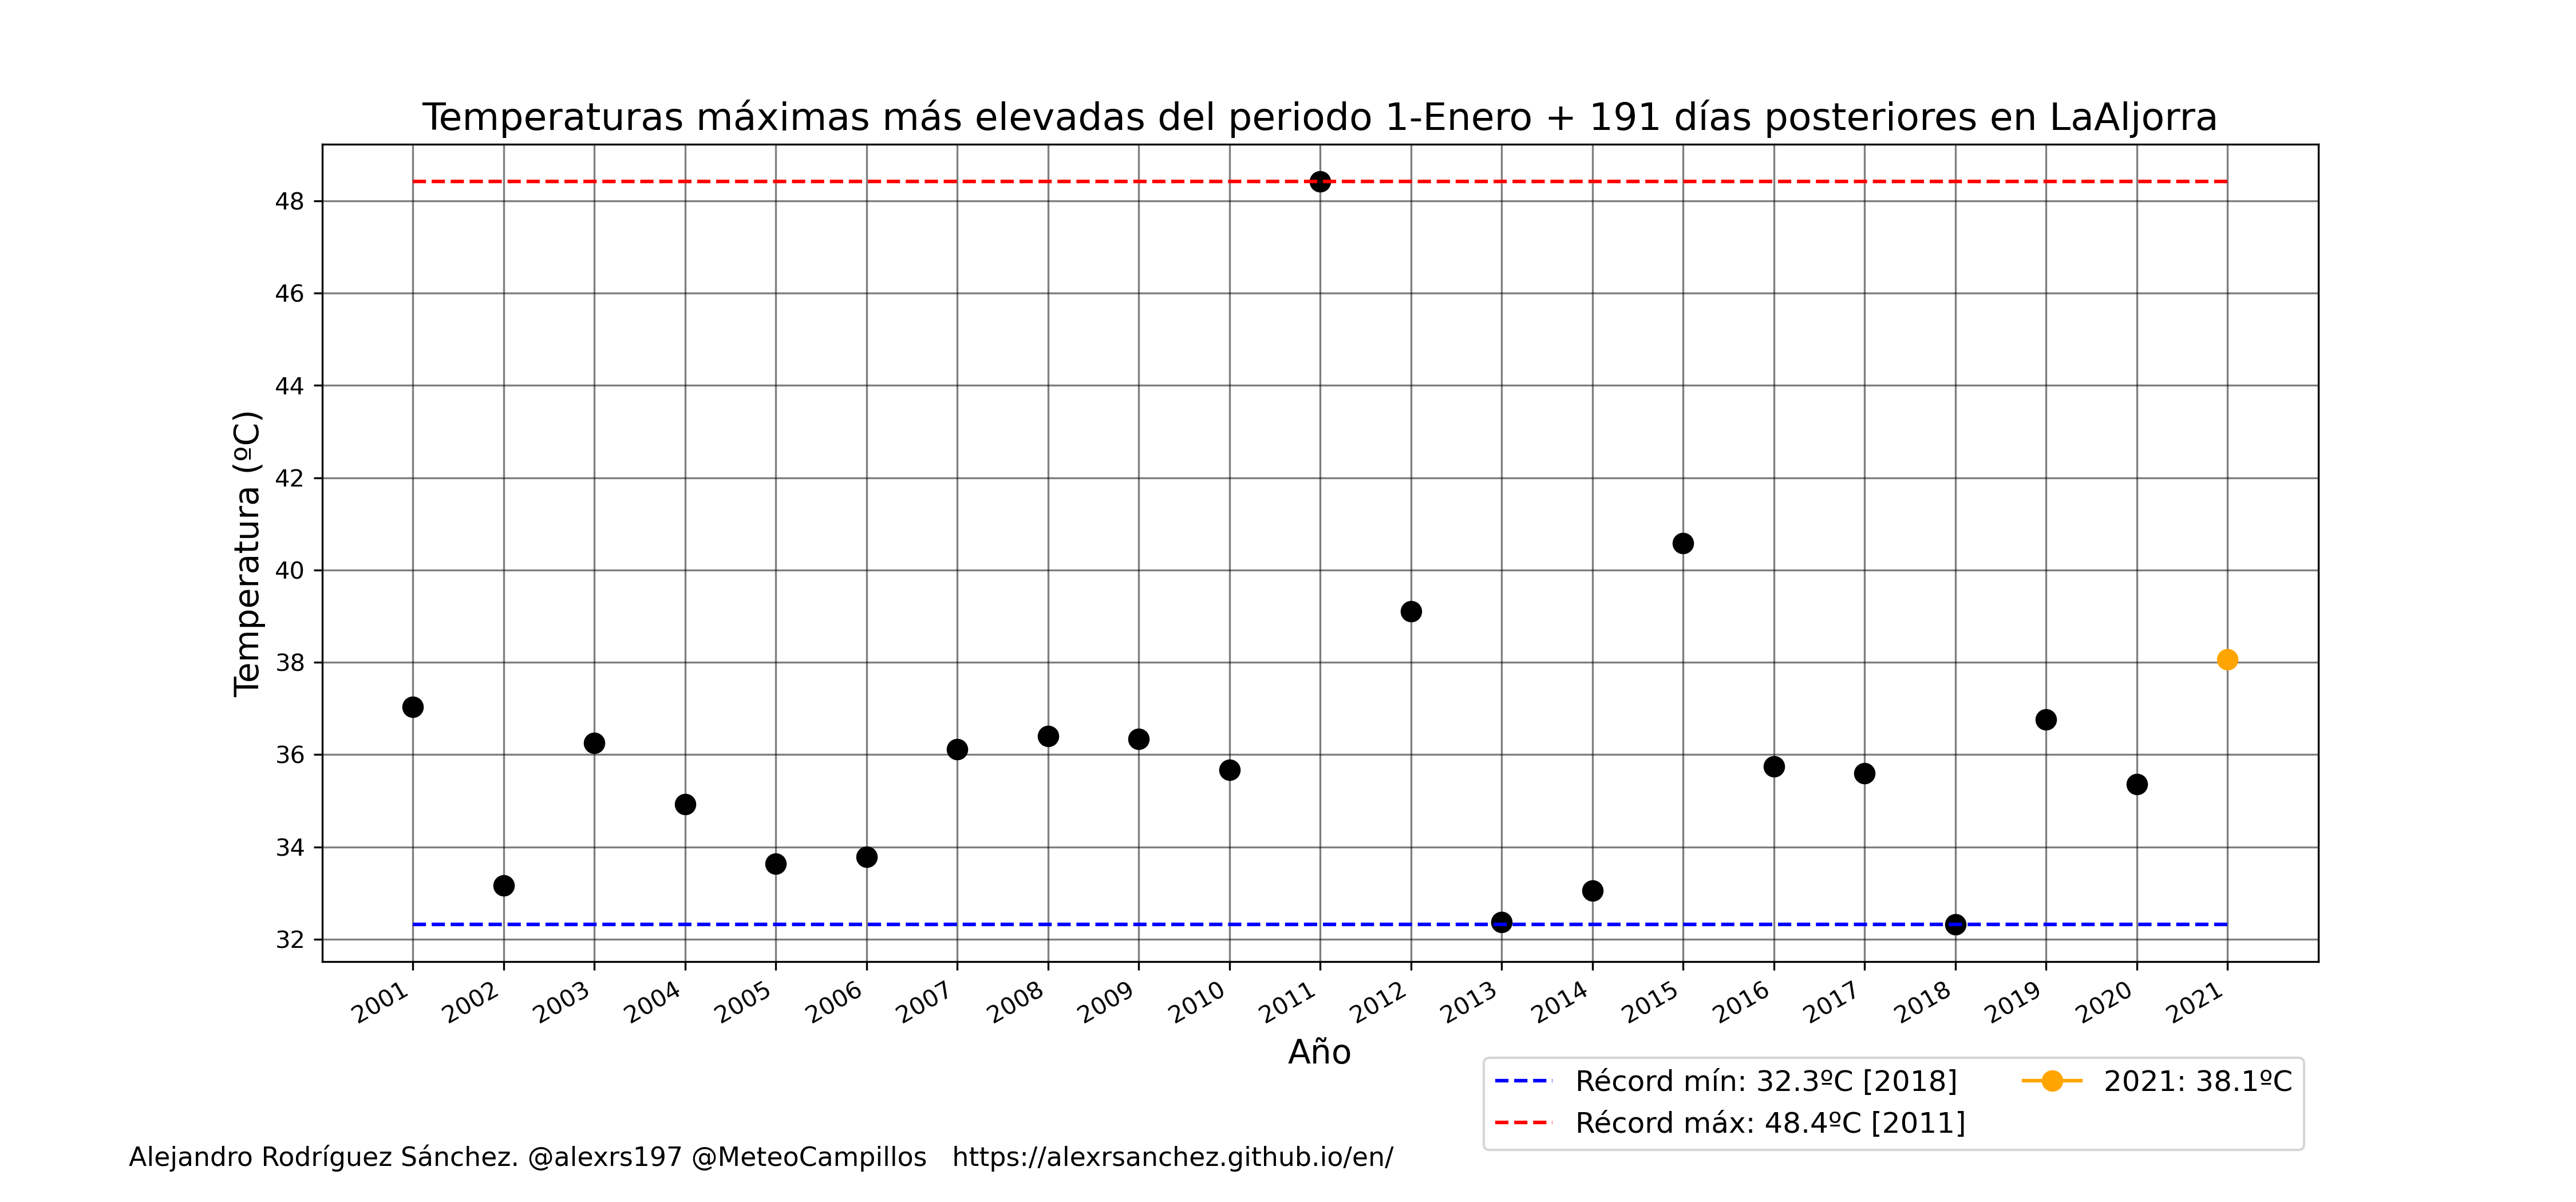 Temperaturas máximas más elevadas del periodo 1-Enero + 191 días posteriores en LaAljorra
Temperatura (ºC)
48
46
44
42
40
38
36
34
32
2001 2002 2003 2004 2005 2006 2007 2008 2009 2010 2011 2012 2013 2014 2015 2016 2017 2018 2019 2020 2021
Año
Récord mín: 32.3ºC [2018]
Récord máx: 48.4ºC [2011]
2021: 38.1ºC
Alejandro Rodríguez Sánchez. @alexrs197 @MeteoCampillos https://alexrsanchez.github.io/en/